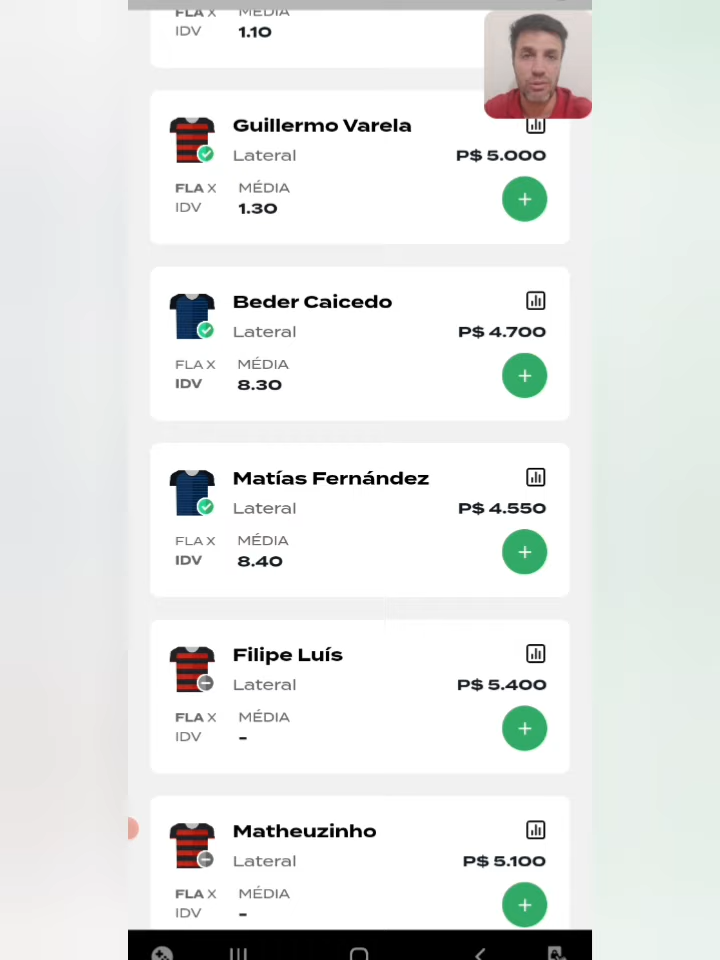 FLA X MÉDIA
IDV 1.10
Guillermo Varela
Lateral P$ 5.000
FLA X MÉDIA
IDV 1.30
Beder Caicedo
Lateral P$ 4.700
FLA X MÉDIA
IDV 8.30
Matías Fernández
Lateral P$ 4.550
FLA X MÉDIA
IDV 8.40
Filipe Luís
Lateral P$ 5.400
FLA X MÉDIA
IDV -
Matheuzinho
Lateral P$ 5.100
FLA X MÉDIA
IDV -